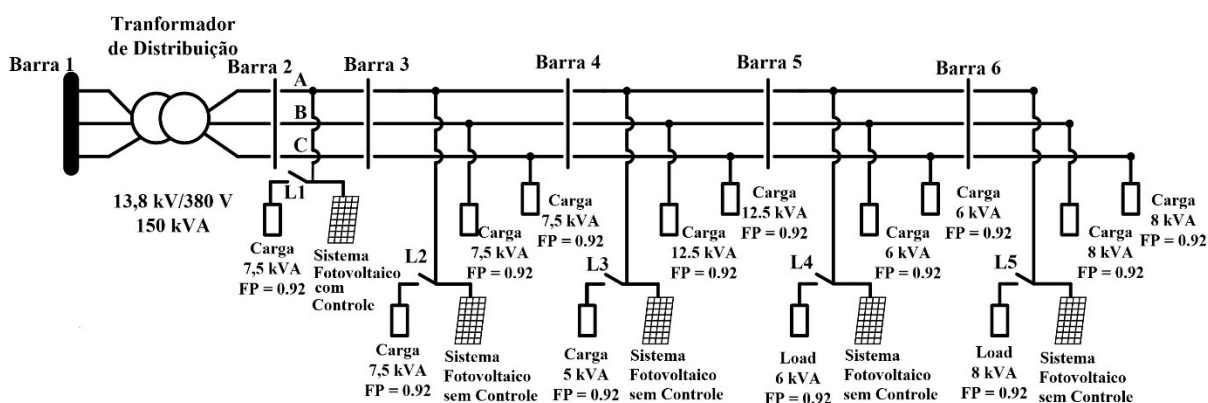 Tranformador
de Distribuição
Barra 1
Barra 2
Barra 3
Barra 4
Barra 5
Barra 6
A
B
C
13,8 kV/380 V
150 kVA
L1
Carga
7,5 kVA
FP = 0.92
Sistema
Fotovoltaico
com
Controle
L2
Carga
7,5 kVA
FP = 0.92
Sistema
Fotovoltaico
sem Controle
Carga
7,5 kVA
FP = 0.92
Carga
7,5 kVA
FP = 0.92
L3
Carga
5 kVA
FP = 0.92
Sistema
Fotovoltaico
sem Controle
Carga
12.5 kVA
FP = 0.92
Carga
12.5 kVA
FP = 0.92
L4
Load
6 kVA
FP = 0.92
Sistema
Fotovoltaico
sem Controle
Carga
6 kVA
FP = 0.92
Carga
6 kVA
FP = 0.92
L5
Load
8 kVA
FP = 0.92
Sistema
Fotovoltaico
sem Controle
Carga
8 kVA
FP = 0.92
Carga
8 kVA
FP = 0.92